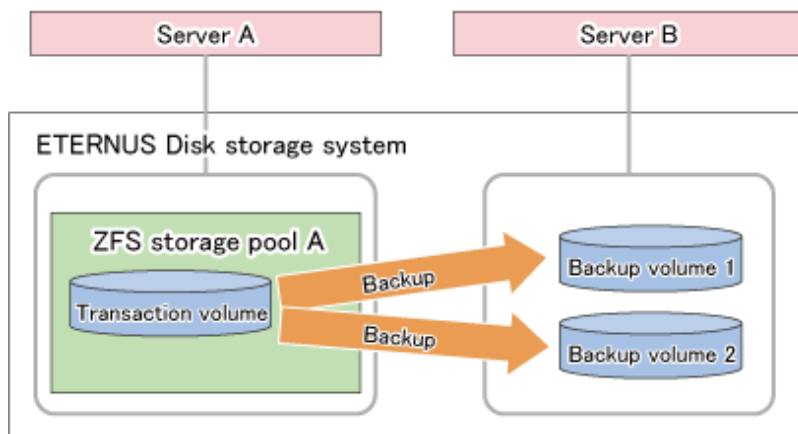 Server A
Server B
ETERNUS Disk storage system
ZFS storage pool A
Transaction volume
Backup
Backup
Backup volume 1
Backup volume 2